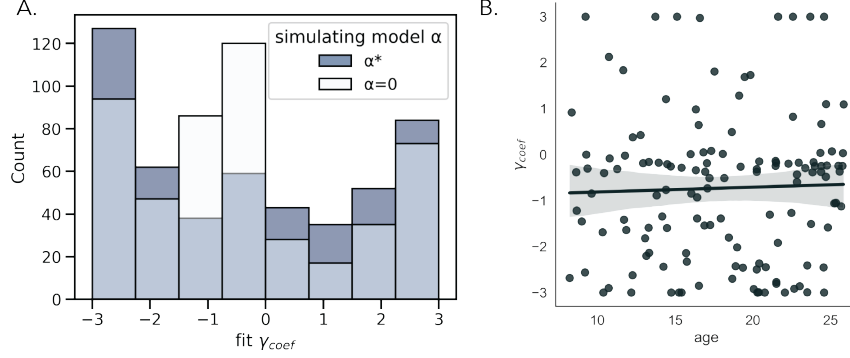 A.
simulating model α
α*
α=0
120
100
80
60
40
20
0
Count
−3
−2
−1
0
1
2
3
fit γcoef
B.
3
2
1
0
−1
−2
−3
γcoef
10
15
20
25
age